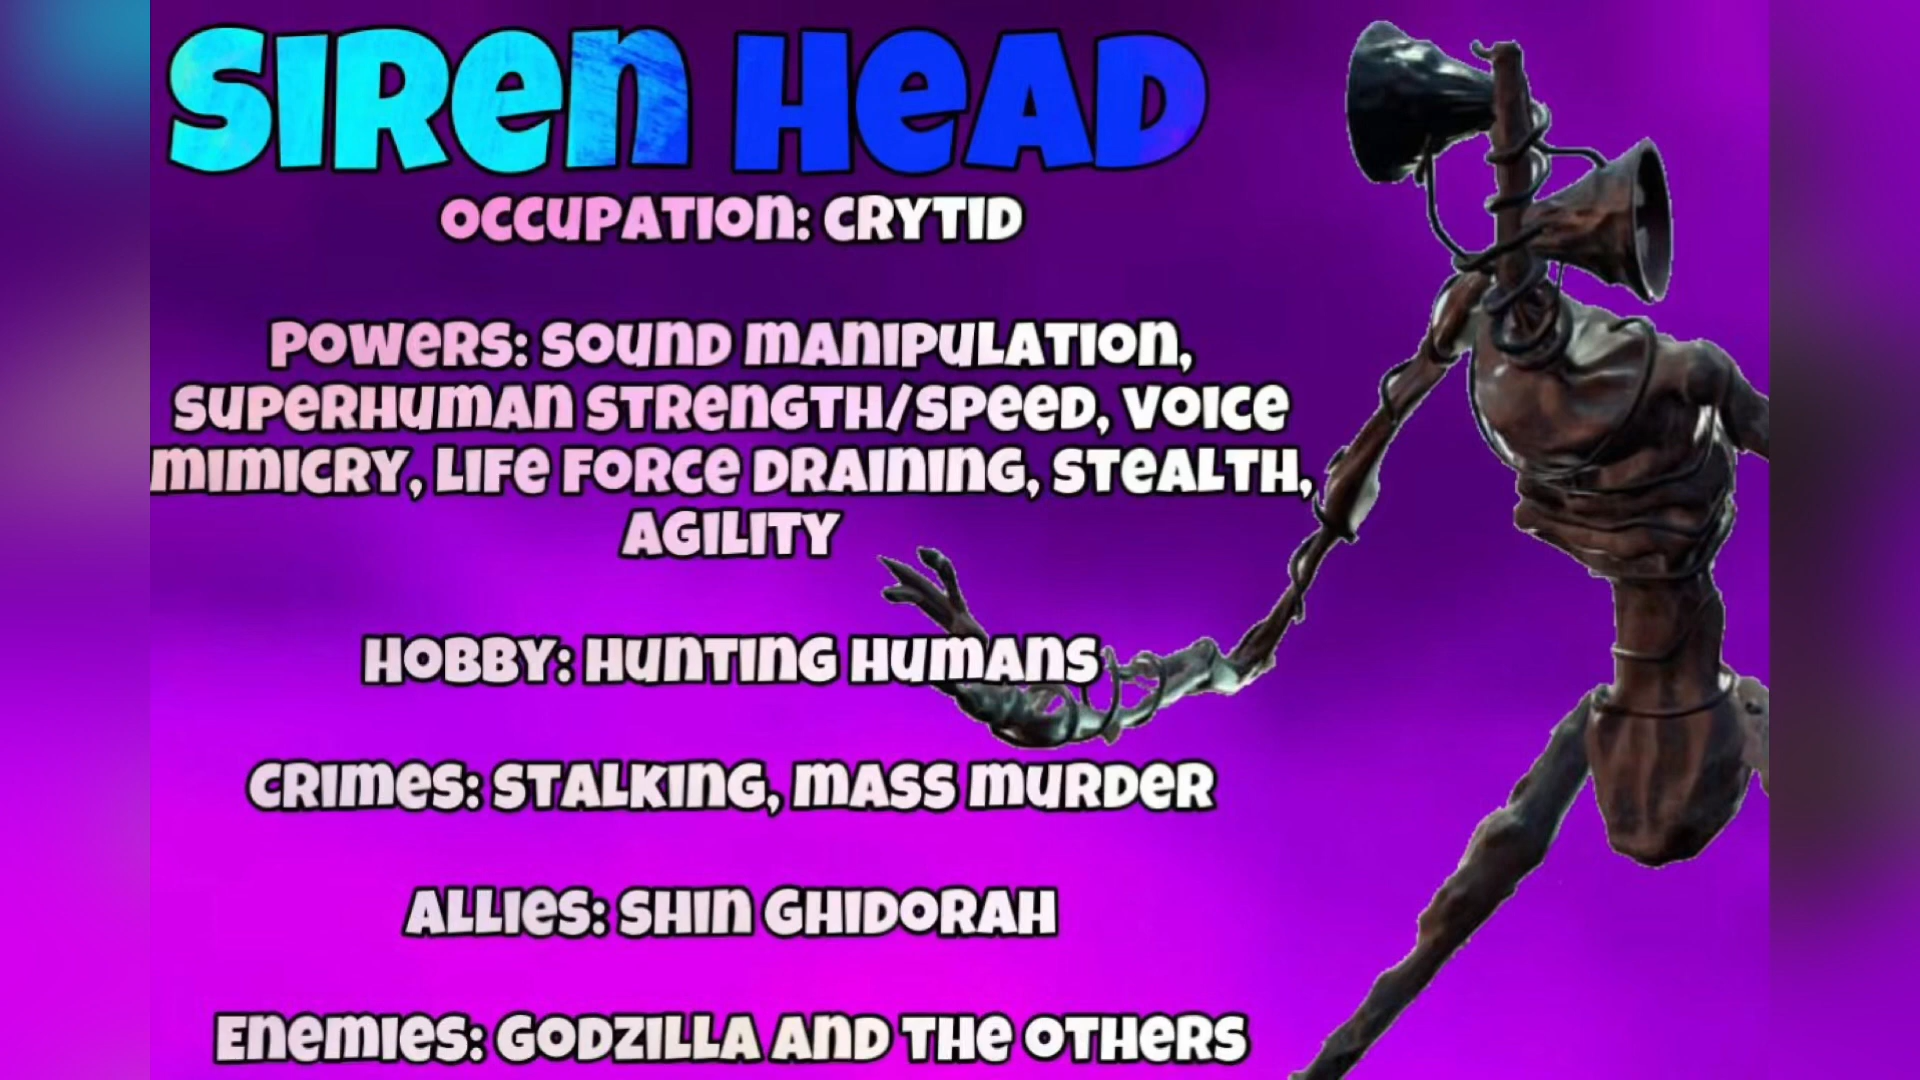 SIREN HEAD
OCCUPATION: CRYTID
POWERS: SOUND MANIPULATION,
SUPERHUMAN STRENGTH/SPEED, VOICE
MIMICRY, LIFE FORCE DRAINING, STEALTH,
AGILITY
HOBBY: HUNTING HUMANS
CRIMES: STALKING, MASS MURDER
ALLIES: SHIN GHIDORAH
ENEMIES: GODZILLA AND THE OTHERS